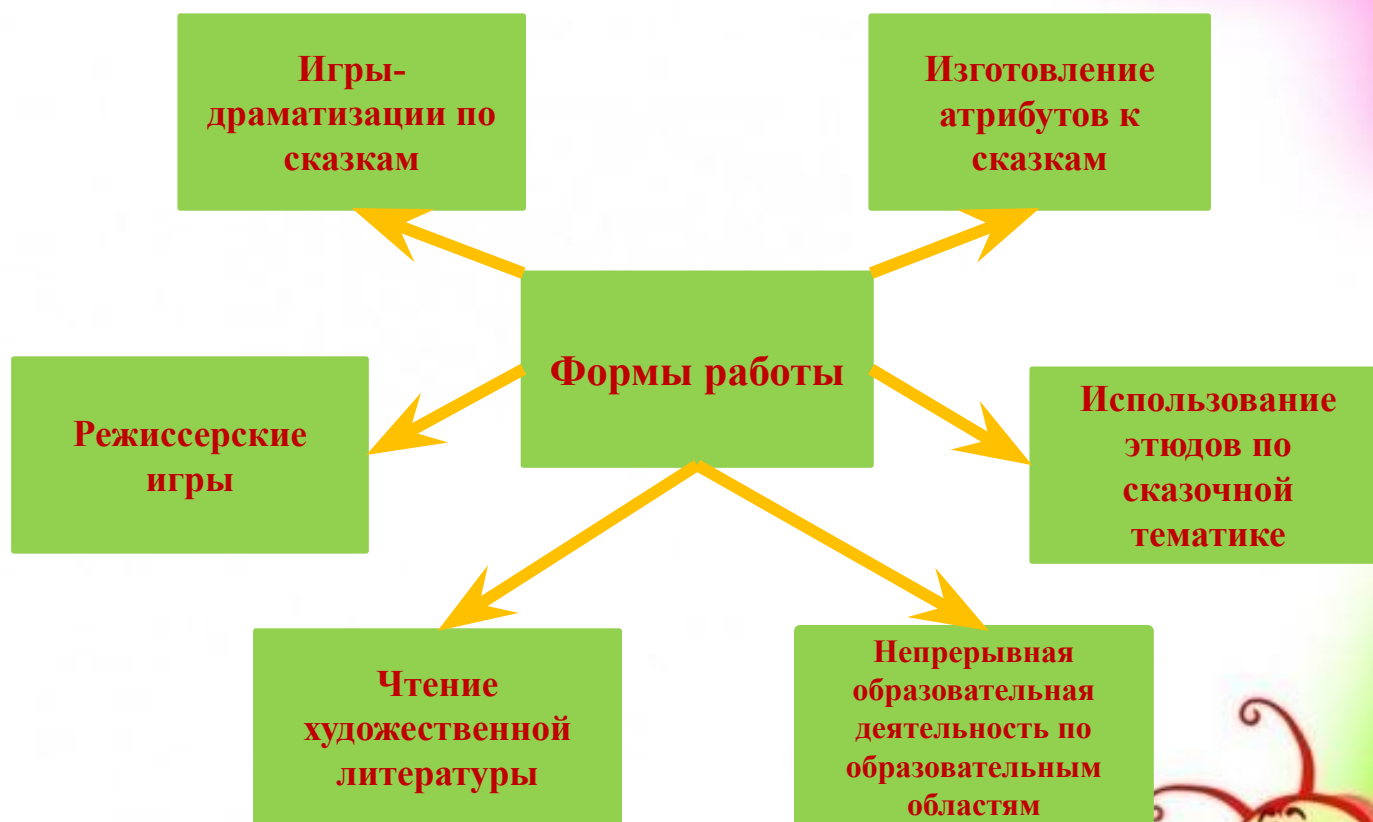 Игры-
драматизации по
сказкам
Изготовление
атрибутов к
сказкам
Формы работы
Режиссерские
игры
Использование
этюдов по
сказочной
тематике
Чтение
художественной
литературы
Непрерывная
образовательная
деятельность по
образовательным
областям